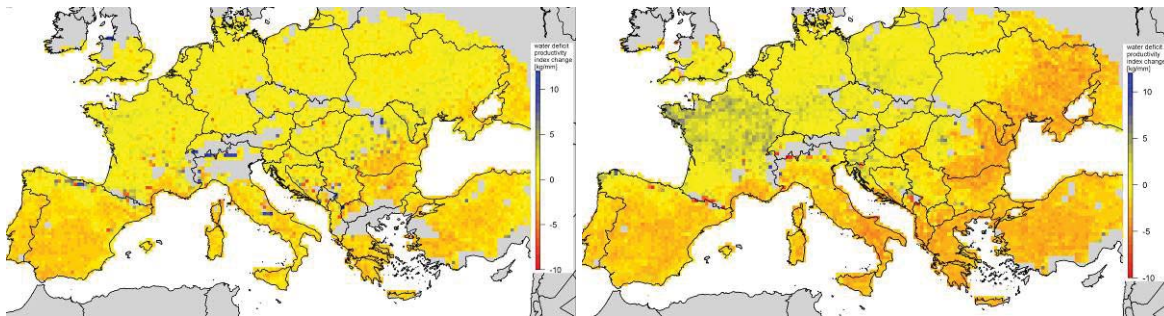 water deficit
productivity
index change
[kg/mm]
10
5
0
-5
-10
water deficit
productivity
index change
[kg/mm]
10
5
0
-5
-10